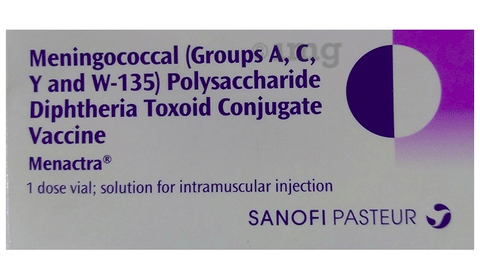 Meningococcal (Groups A, C,
Y and W-135) Polysaccharide
Diphtheria Toxoid Conjugate
Vaccine
Menactra®
1 dose vial; solution for intramuscular injection
SANOFI PASTEUR